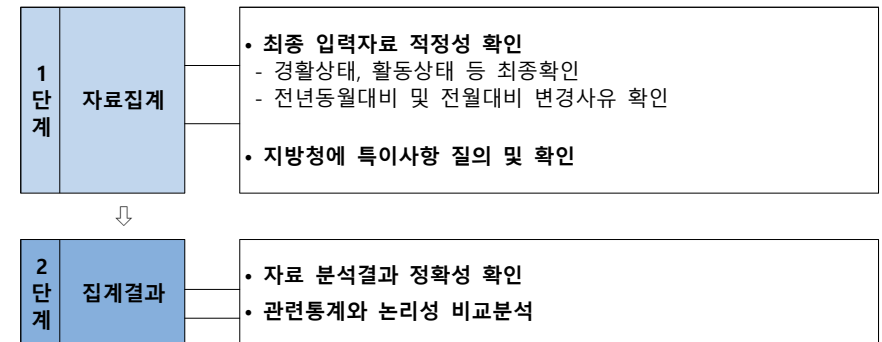 1
단
계
자료집계
• 최종 입력자료 적정성 확인
- 경활상태, 활동상태 등 최종확인
- 전년동월대비 및 전월대비 변경사유 확인
• 지방청에 특이사항 질의 및 확인
⇩
2
단
계
집계결과
• 자료 분석결과 정확성 확인
• 관련통계와 논리성 비교분석